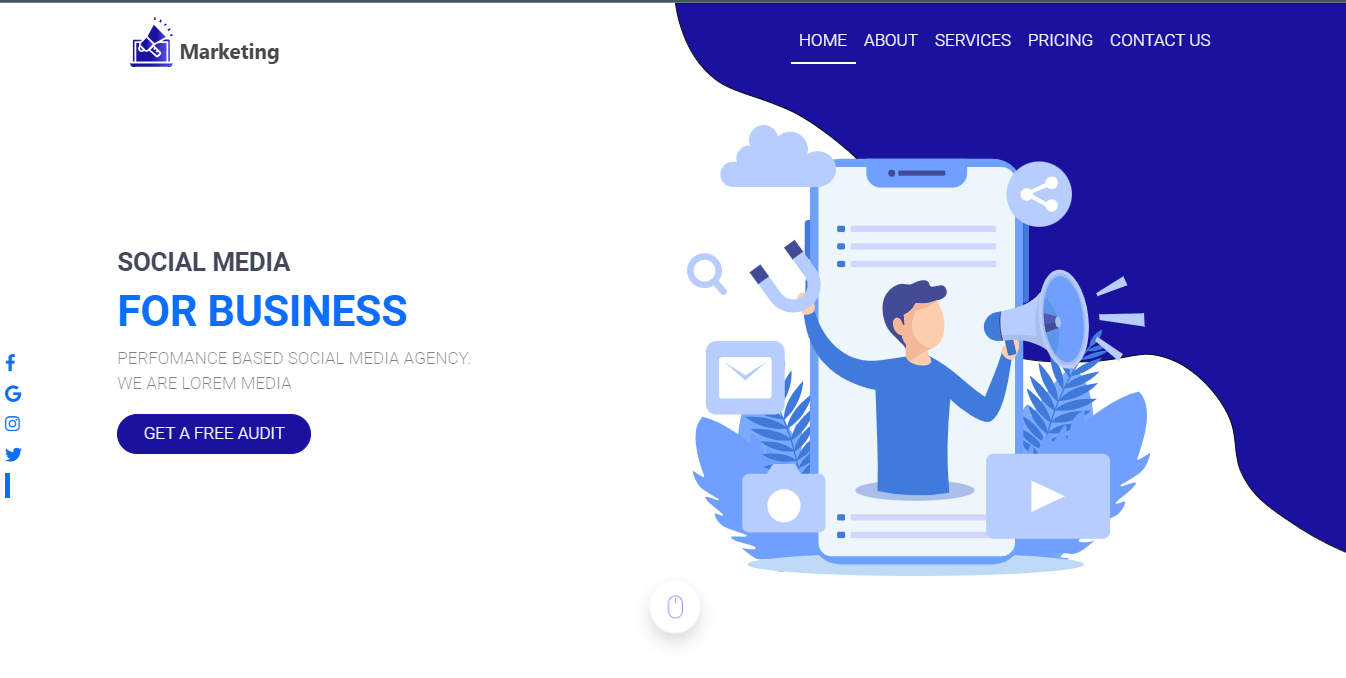 Marketing
HOME ABOUT SERVICES PRICING CONTACT US
SOCIAL MEDIA
FOR BUSINESS
PERFOMANCE BASED SOCIAL MEDIA AGENCY.
WE ARE LOREM MEDIA
GET A FREE AUDIT